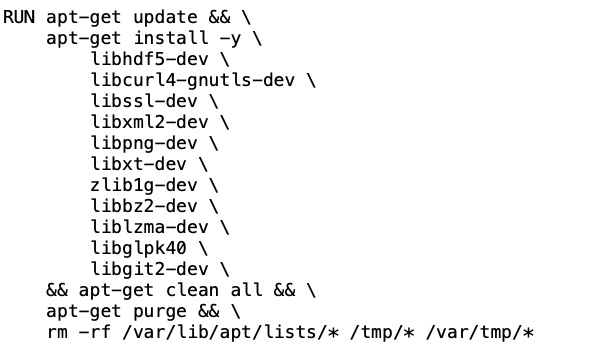 RUN apt-get update && \
    apt-get install -y \
        libhdf5-dev \
        libcurl4-gnutls-dev \
        libssl-dev \
        libxml2-dev \
        libpng-dev \
        libxt-dev \
        zlib1g-dev \
        libbz2-dev \
        liblzma-dev \
        libglpk40 \
        libgit2-dev \
    && apt-get clean all && \
    apt-get purge && \
    rm -rf /var/lib/apt/lists/* /tmp/* /var/tmp/*